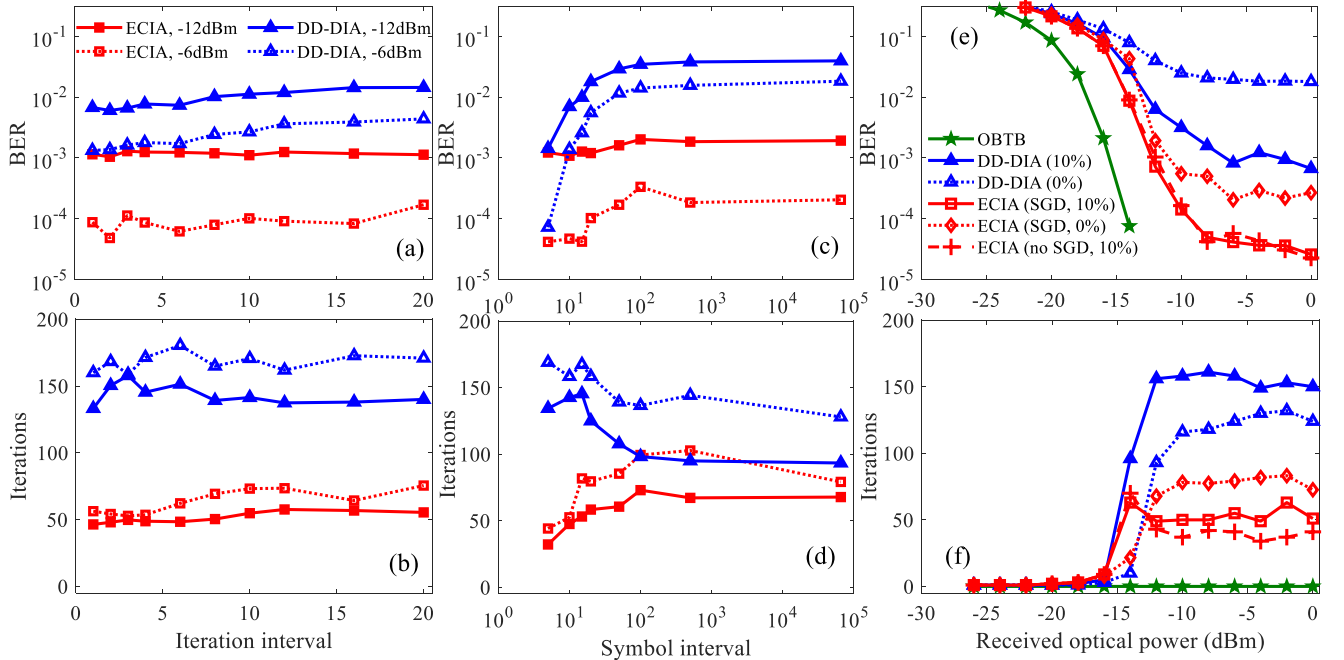 ECIA, -12dBm
DD-DIA, -12dBm
ECIA, -6dBm
DD-DIA, -6dBm
BER
10^-1
10^-2
10^-3
10^-4
10^-5
0
5
10
15
20
(a)
BER
10^-1
10^-2
10^-3
10^-4
10^-5
10^0
10^1
10^2
10^3
10^4
10^5
(c)
BER
10^-1
10^-2
10^-3
10^-4
10^-5
-30
-25
-20
-15
-10
-5
0
(e)
OBTB
DD-DIA (10%)
DD-DIA (0%)
ECIA (SGD, 10%)
ECIA (SGD, 0%)
ECIA (no SGD, 10%)
Iterations
200
150
100
50
0
0
5
10
15
20
(b)
Iteration interval
Iterations
200
150
100
50
0
10^0
10^1
10^2
10^3
10^4
10^5
(d)
Symbol interval
Iterations
200
150
100
50
0
-30
-25
-20
-15
-10
-5
0
(f)
Received optical power (dBm)